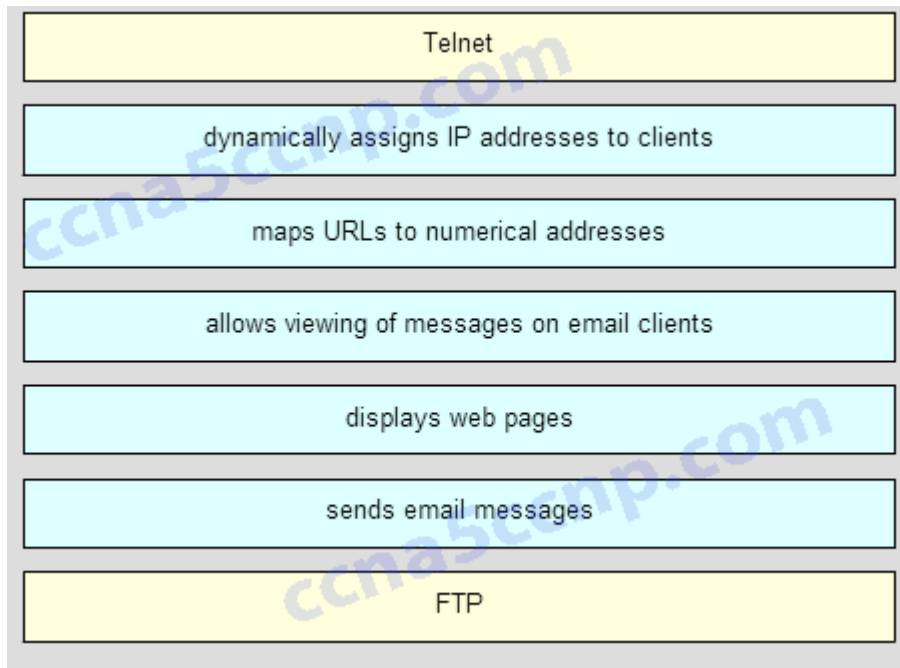 Telnet
dynamically assigns IP addresses to clients
maps URLs to numerical addresses
allows viewing of messages on email clients
displays web pages
sends email messages
FTP
ccna5ccnp.com
ccna5ccnp.com